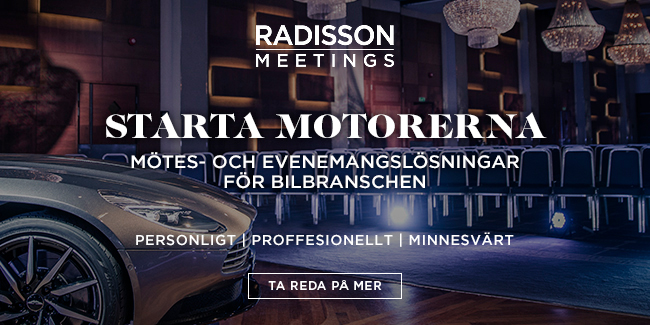 RADISSON
MEETINGS
STARTA MOTORERNA
MÖTES- OCH EVENEMANGSLÖSNINGAR
FÖR BILBRANSCHEN
PERSONLIGT | PROFFESIONELLT | MINNESVÄRT
TA REDA PÅ MER